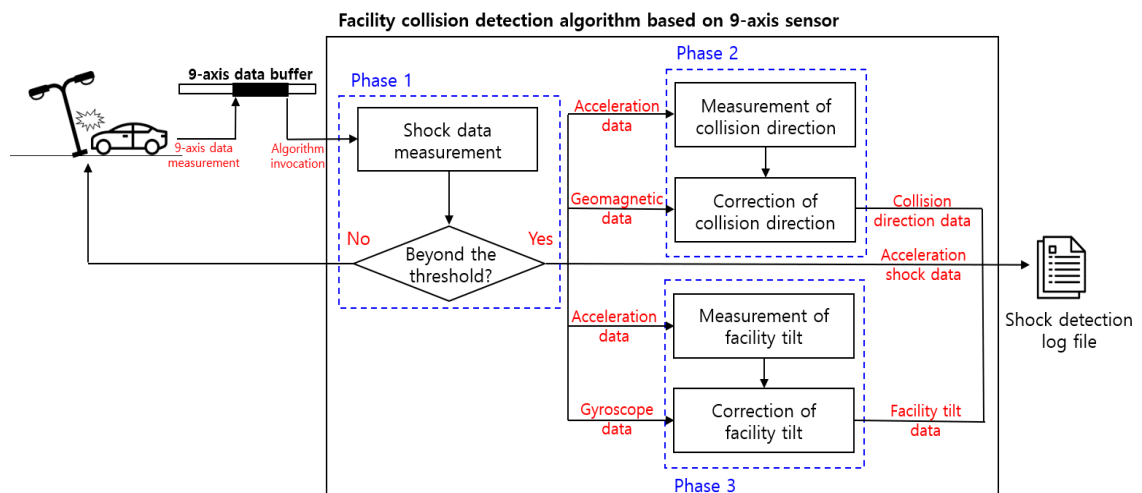 Facility collision detection algorithm based on 9-axis sensor
9-axis data buffer
9-axis data
measurement
Algorithm
invocation
Phase 1
Shock data
measurement
Beyond the
threshold?
No
Yes
Phase 2
Acceleration
data
Measurement of
collision direction
Geomagnetic
data
Correction of
collision direction
Collision
direction data
Acceleration
shock data
Acceleration
data
Measurement of
facility tilt
Gyroscope
data
Correction of
facility tilt
Facility tilt
data
Phase 3
Shock detection
log file